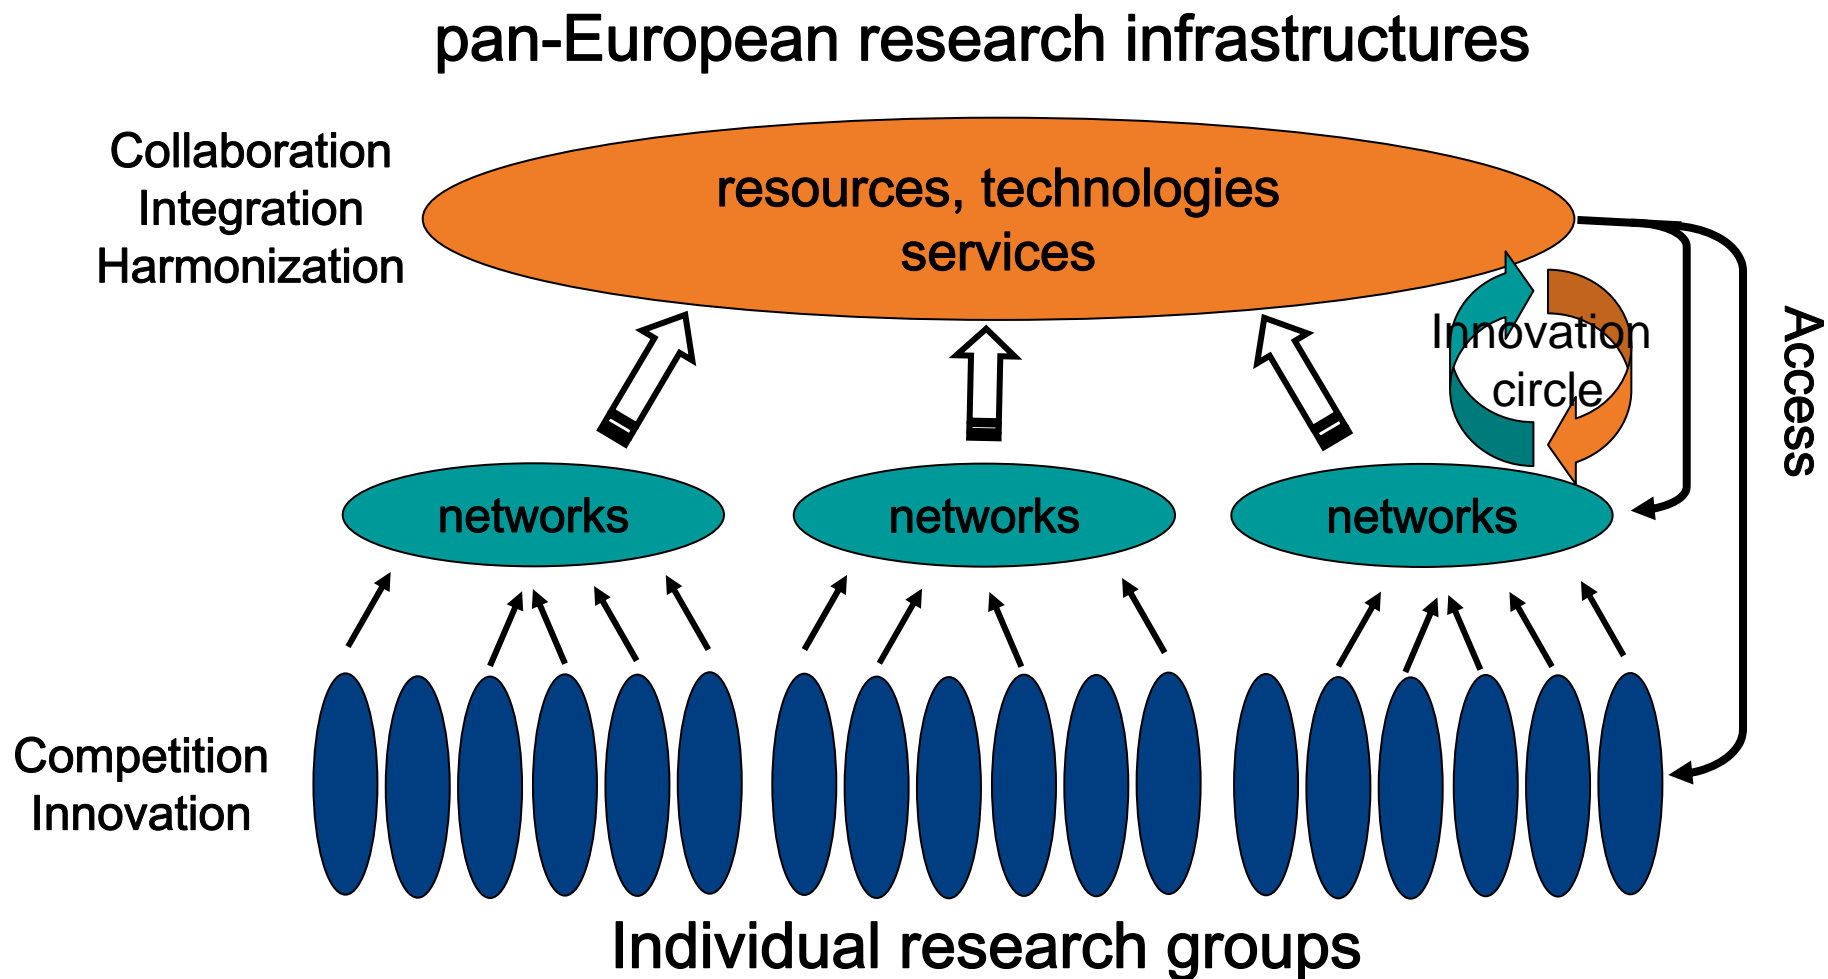 pan-European research infrastructures
Collaboration
Integration
Harmonization
resources, technologies
services
Innovation
circle
Access
networks
networks
networks
Competition
Innovation
Individual research groups